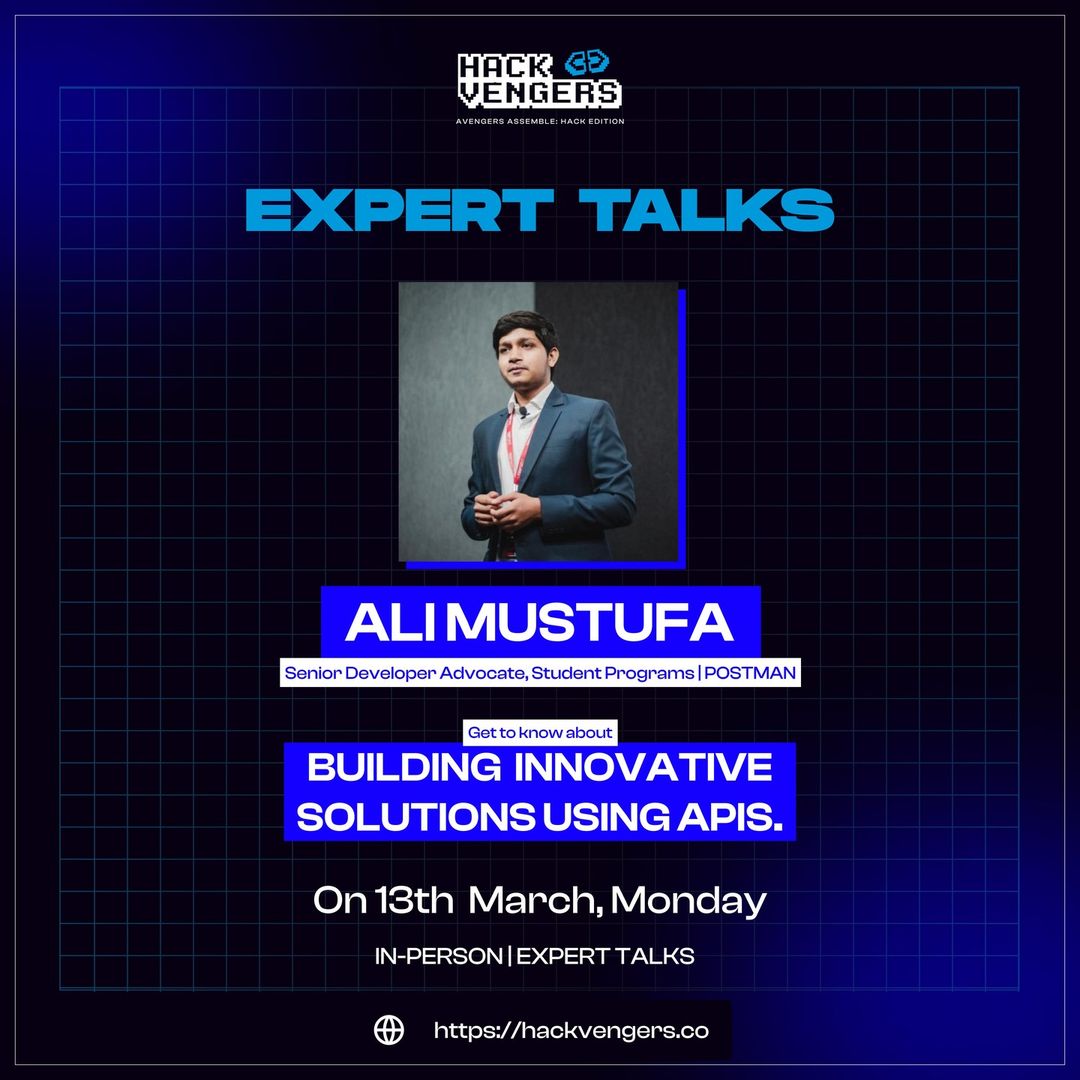 HACK
VENGERS
AVENGERS ASSEMBLE: HACK EDITION
EXPERT TALKS
ALI MUSTUFA
Senior Developer Advocate, Student Programs | POSTMAN
Get to know about
BUILDING INNOVATIVE
SOLUTIONS USING APIS.
On 13th March, Monday
IN-PERSON | EXPERT TALKS
https://hackvengers.co